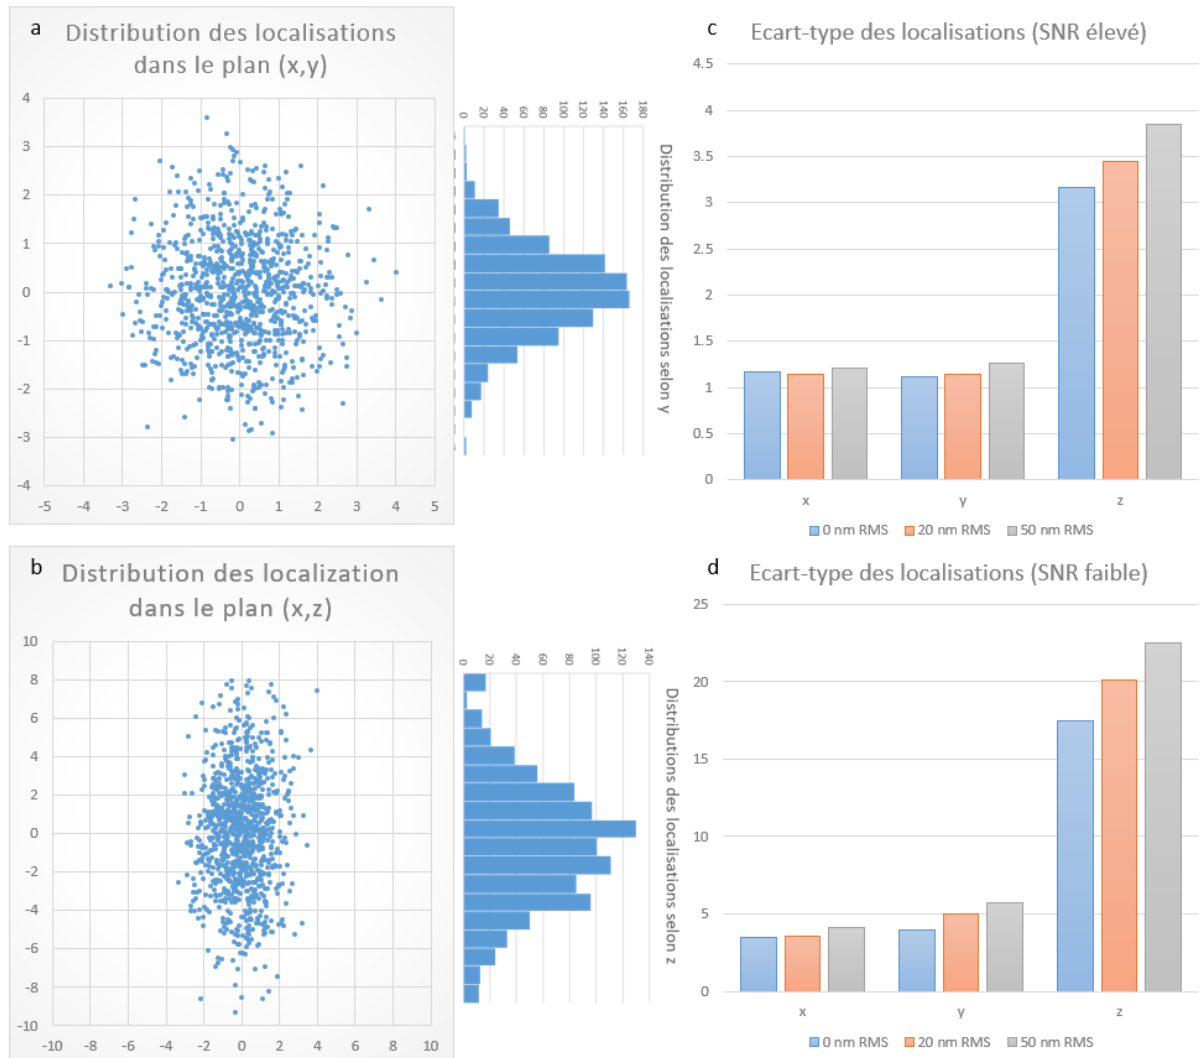 a
Distribution des localisations
dans le plan (x,y)
4
3
2
1
0
-1
-2
-3
-4
-5 -4 -3 -2 -1 0 1 2 3 4 5
0 20 40 60 80 100 120 140 160 180
Distribution des localisations selon y
c
Ecart-type des localisations (SNR élevé)
4.5
4
3.5
3
2.5
2
1.5
1
0.5
0
x y z
0 nm RMS 20 nm RMS 50 nm RMS
b
Distribution des localization
dans le plan (x,z)
10
8
6
4
2
0
-2
-4
-6
-8
-10
-10 -8 -6 -4 -2 0 2 4 6 8 10
0 20 40 60 80 100 120 140
Distributions des localisations selon z
d
Ecart-type des localisations (SNR faible)
25
20
15
10
5
0
x y z
0 nm RMS 20 nm RMS 50 nm RMS